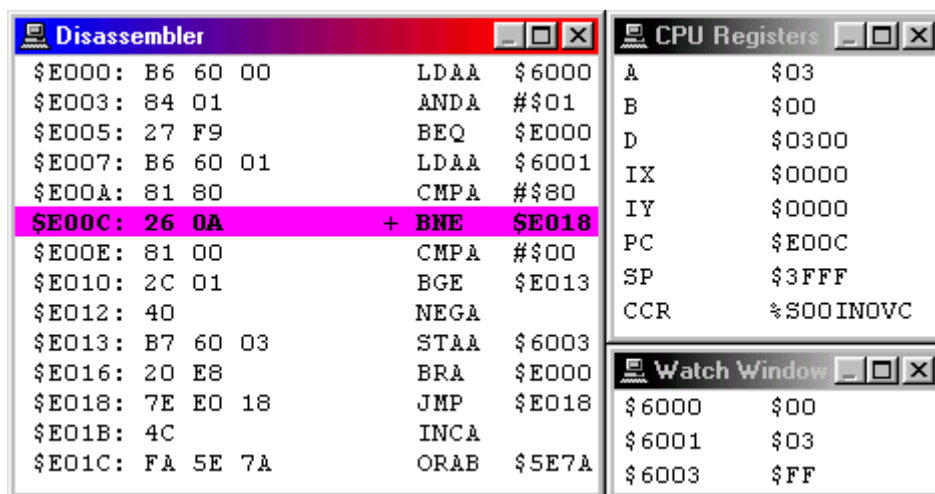 Disassembler
$E000: B6 60 00 LDAA $6000
$E003: 84 01 ANDA #$01
$E005: 27 F9 BEQ $E000
$E007: B6 60 01 LDAA $6001
$E00A: 81 80 CMPA #$80
$E00C: 26 0A + BNE $E018
$E00E: 81 00 CMPA #$00
$E010: 2C 01 BGE $E013
$E012: 40 NEGA
$E013: B7 60 03 STAA $6003
$E016: 20 E8 BRA $E000
$E018: 7E E0 18 JMP $E018
$E01B: 4C INCA
$E01C: FA 5E 7A ORAB $5E7A
CPU Registers
A $03
B $00
D $0300
IX $0000
IY $0000
PC $E00C
SP $3FFF
CCR %S00IN0VC
Watch Window
$6000 $00
$6001 $03
$6003 $FF